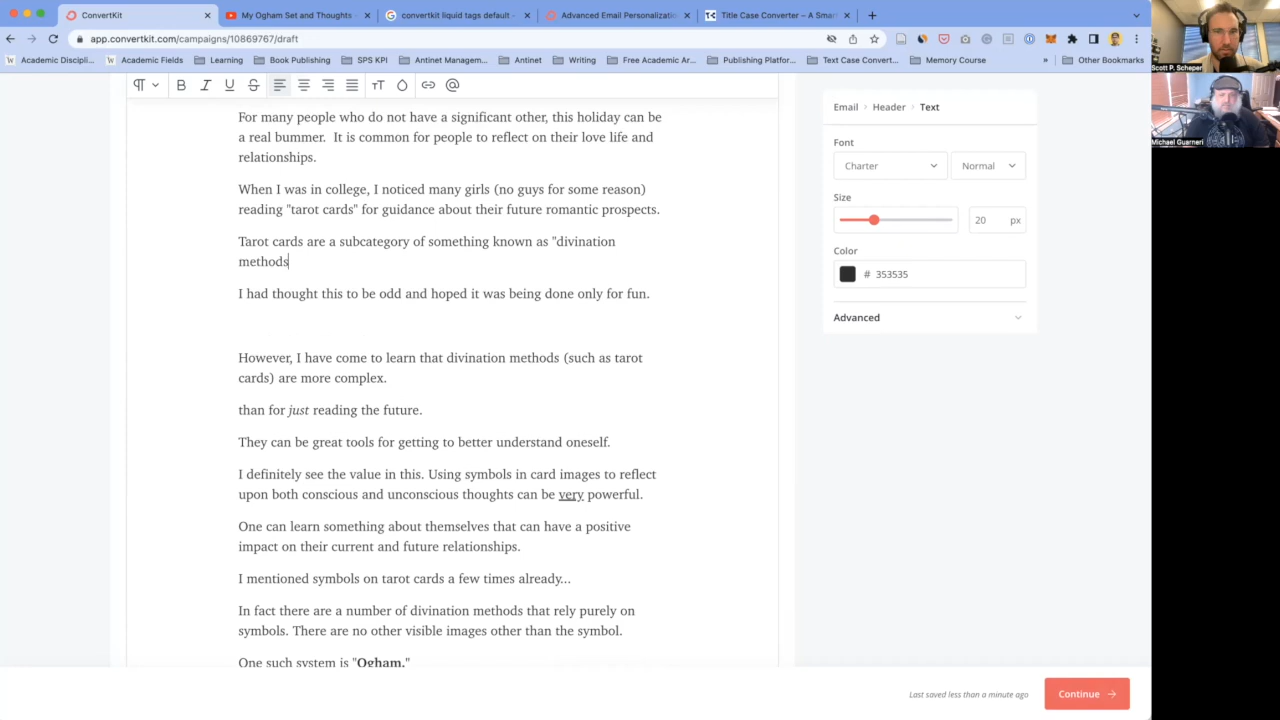 ConvertKit
My Ogham Set and Thoughts o
convertkit liquid tags default -
Advanced Email Personalizatio
Title Case Converter – A Smar
app.convertkit.com/campaigns/10869767/draft
Academic Discipli...
Learning
Book Publishing
SPS KPI
Antinet Managem...
Antinet
Writing
Free Academic Ar...
Publishing Platfo...
Text Case Convert...
Memory Course
»
Other Bookmarks
Scott P. Scheper
Michael Guarneri
B I U S
For many people who do not have a significant other, this holiday can be
a real bummer. It is common for people to reflect on their love life and
relationships.
When I was in college, I noticed many girls (no guys for some reason)
reading "tarot cards" for guidance about their future romantic prospects.
Tarot cards are a subcategory of something known as "divination
methods
I had thought this to be odd and hoped it was being done only for fun.
However, I have come to learn that divination methods (such as tarot
cards) are more complex.
than for just reading the future.
They can be great tools for getting to better understand oneself.
I definitely see the value in this. Using symbols in card images to reflect
upon both conscious and unconscious thoughts can be very powerful.
One can learn something about themselves that can have a positive
impact on their current and future relationships.
I mentioned symbols on tarot cards a few times already...
In fact there are a number of divination methods that rely purely on
symbols. There are no other visible images other than the symbol.
One such system is "Ogham."
Email > Header > Text
Font
Charter
Normal
Size
20 px
Color
# 353535
Advanced
Last saved less than a minute ago
Continue →